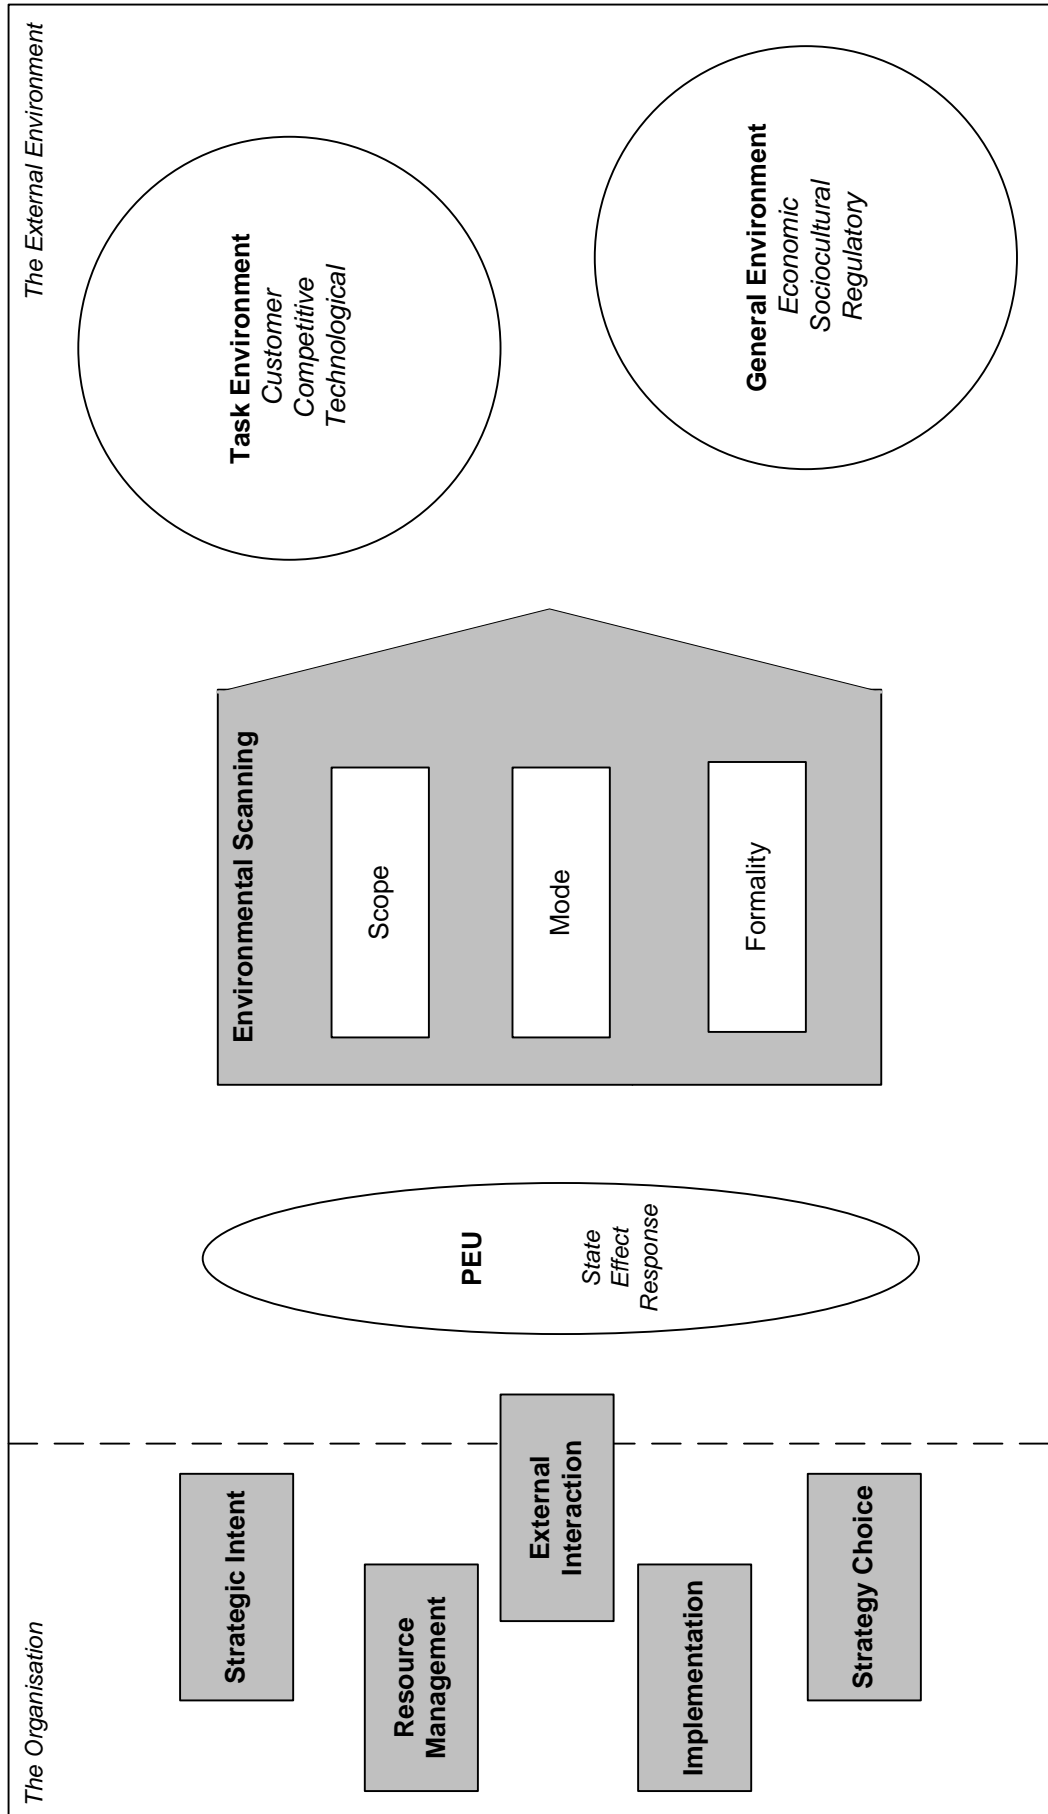 The Organisation
The External Environment
Strategic Intent
Resource
Management
External
Interaction
Implementation
Strategy Choice
PEU
State
Effect
Response
Environmental Scanning
Scope
Mode
Formality
Task Environment
Customer
Competitive
Technological
General Environment
Economic
Sociocultural
Regulatory